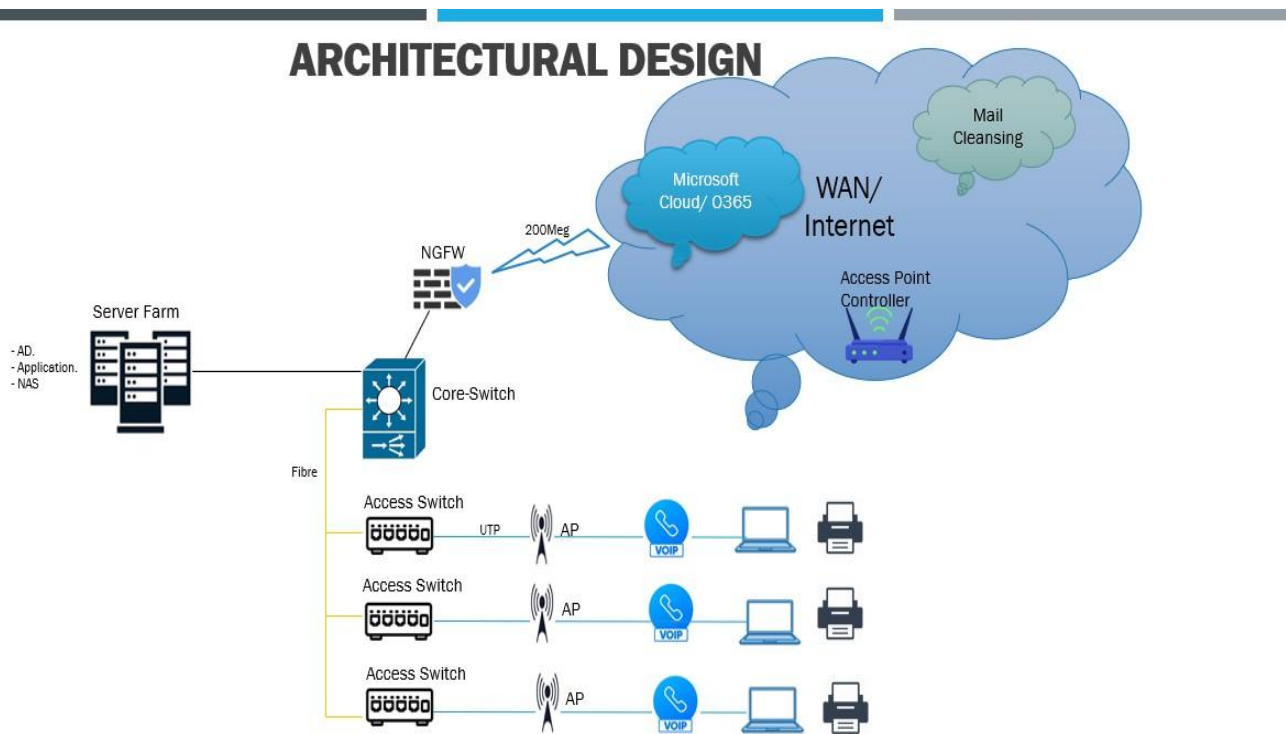 ARCHITECTURAL DESIGN
Mail
Cleansing
Microsoft
Cloud/ O365
WAN/
Internet
200Meg
NGFW
Access Point
Controller
Server Farm
- AD.
- Application.
- NAS
Core-Switch
Fibre
Access Switch
UTP
AP
VOIP
Access Switch
AP
VOIP
Access Switch
AP
VOIP